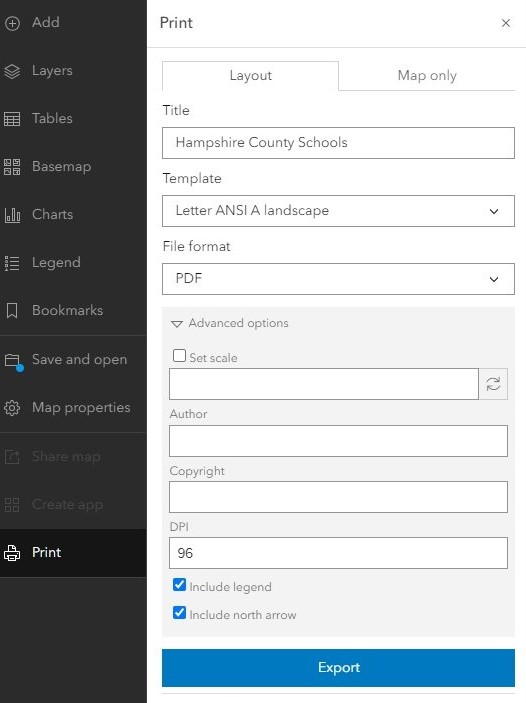 Add
Layers
Tables
Basemap
Charts
Legend
Bookmarks
Save and open
Map properties
Share map
Create app
Print
Print
Layout
Map only
Title
Hampshire County Schools
Template
Letter ANSI A landscape
File format
PDF
Advanced options
Set scale
Author
Copyright
DPI
96
Include legend
Include north arrow
Export